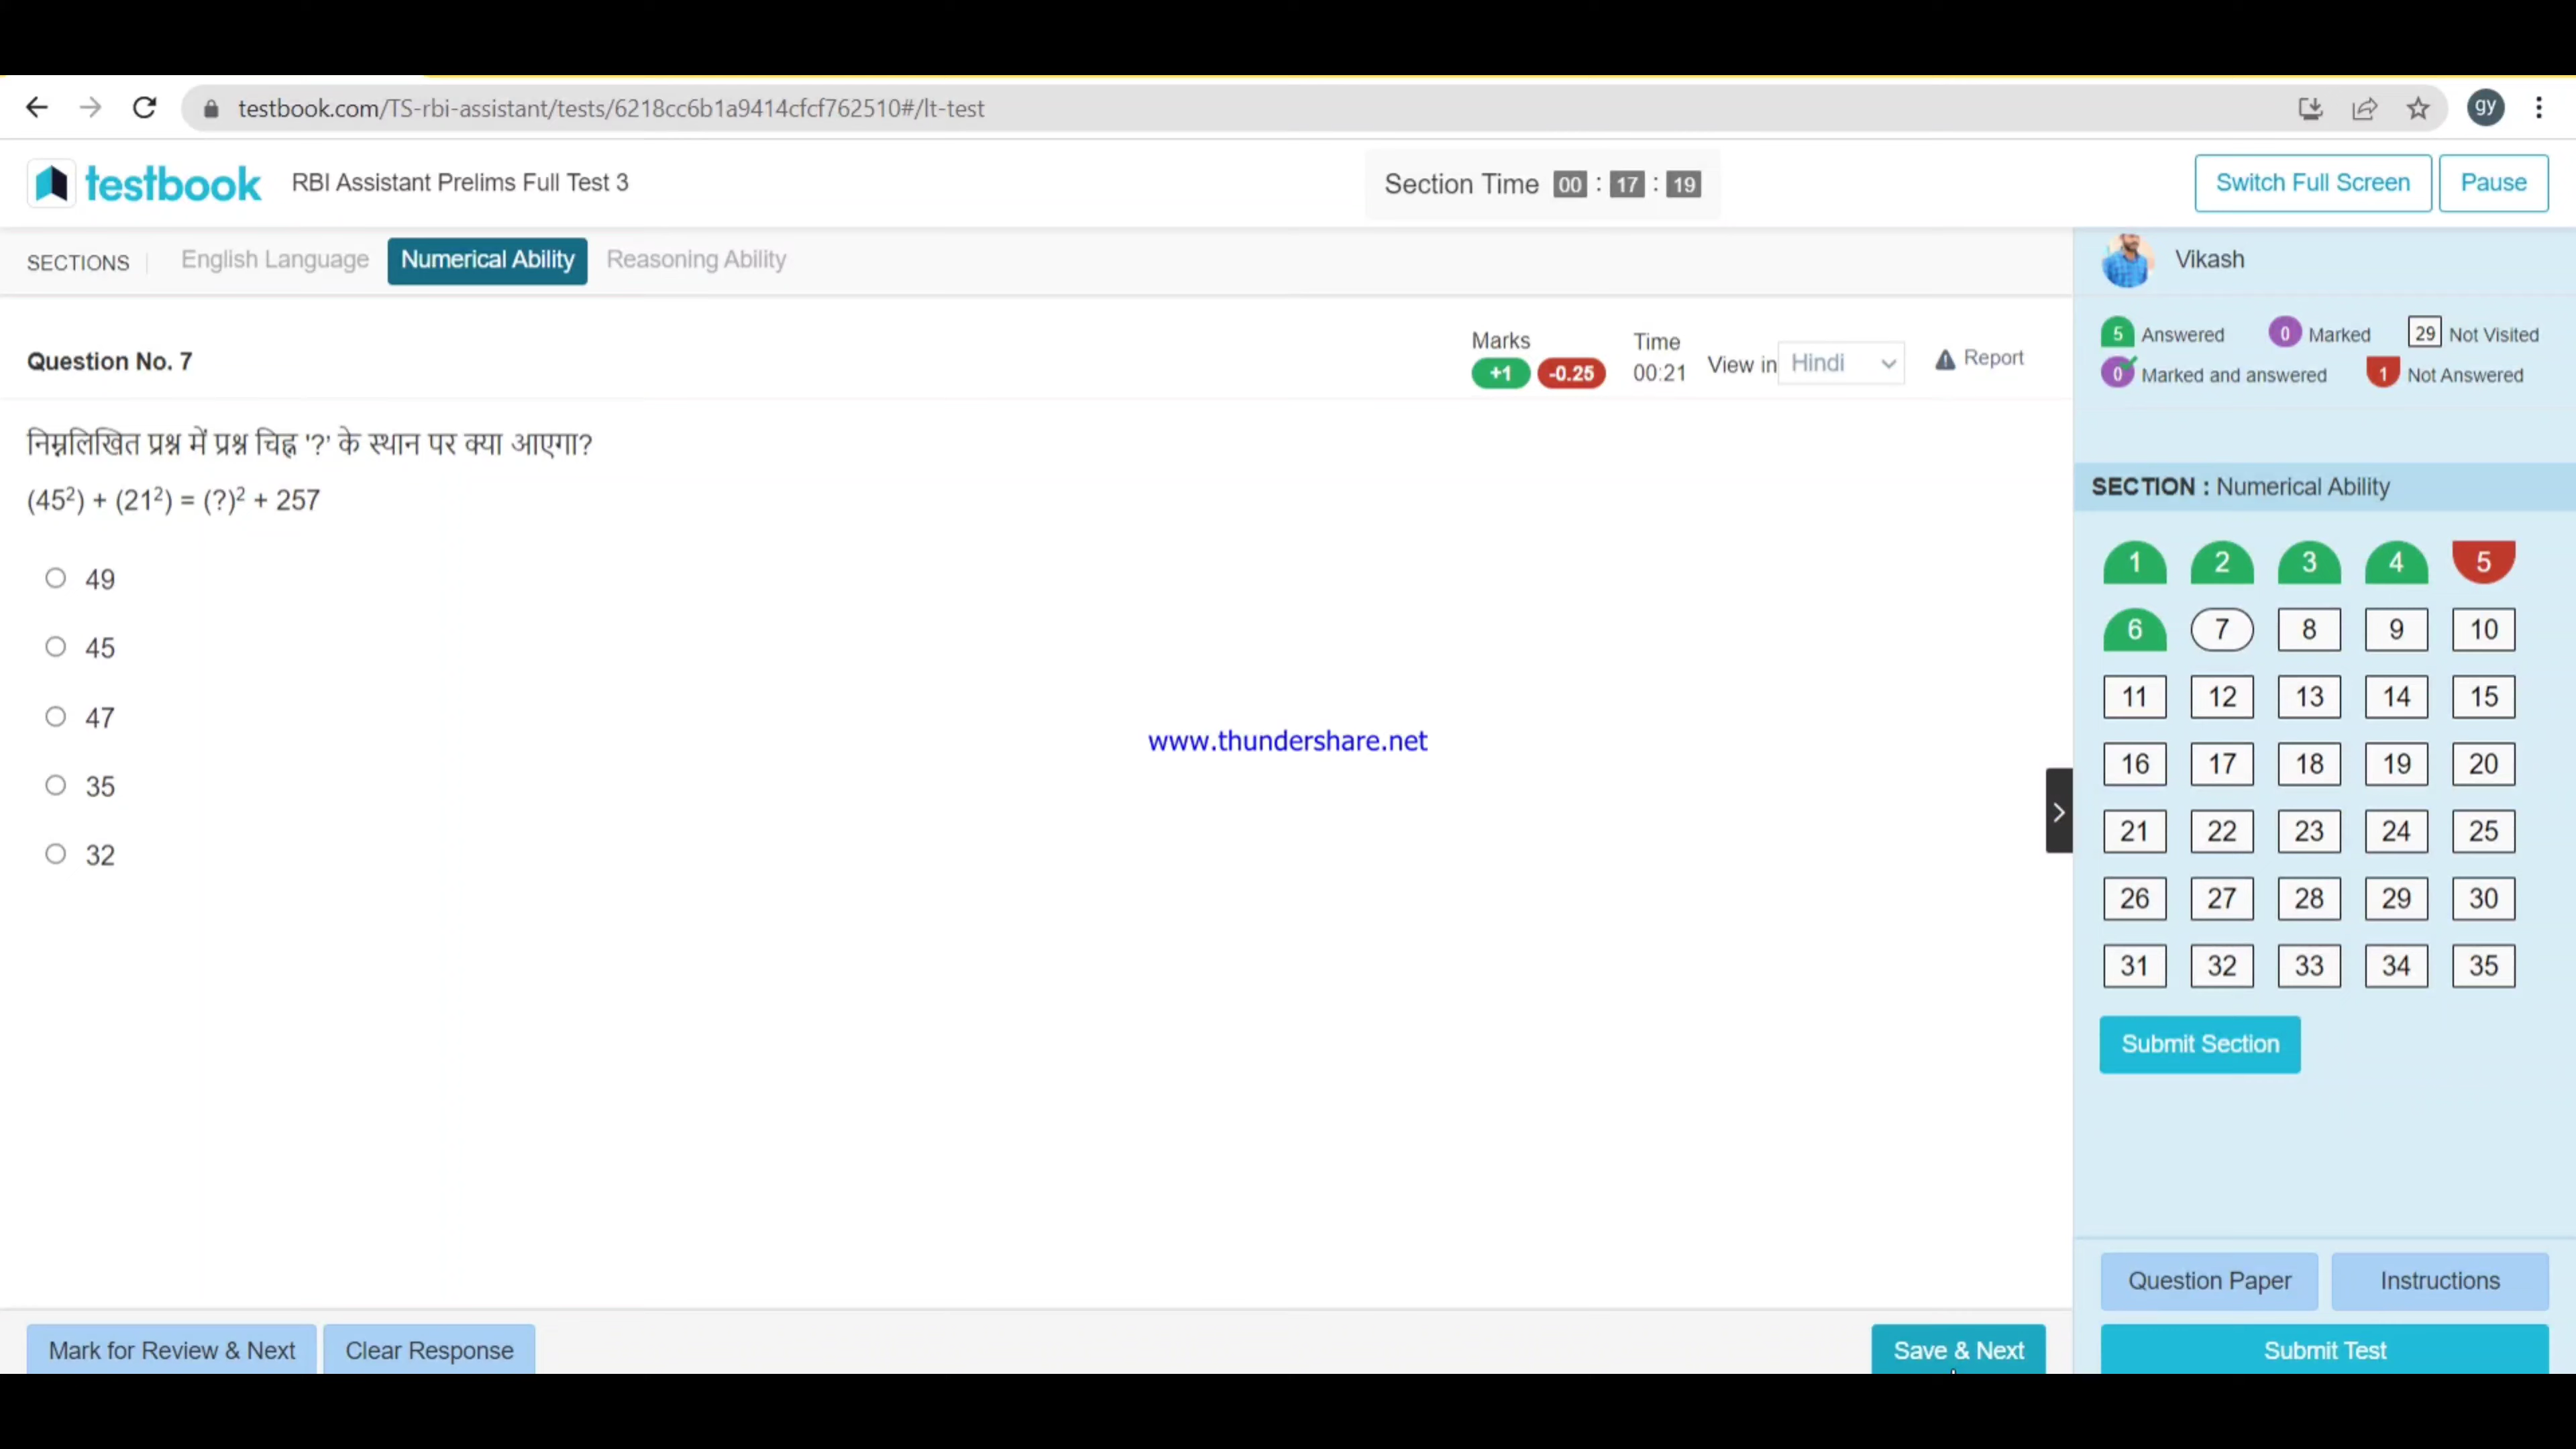 testbook.com/TS-rbi-assistant/tests/6218cc6b1a9414cfcf762510#/lt-test
gy
testbook
RBI Assistant Prelims Full Test 3
Section Time 00 : 17 : 19
Switch Full Screen
Pause
SECTIONS
English Language
Numerical Ability
Reasoning Ability
Vikash
5 Answered
0 Marked
29 Not Visited
0 Marked and answered
1 Not Answered
Question No. 7
Marks
+1 -0.25
Time
00:21
View in Hindi
Report
निम्नलिखित प्रश्न में प्रश्न चिह्न '?' के स्थान पर क्या आएगा?
(45²) + (21²) = (?)² + 257
49
45
47
35
32
www.thundershare.net
SECTION : Numerical Ability
1 2 3 4 5
6 7 8 9 10
11 12 13 14 15
16 17 18 19 20
21 22 23 24 25
26 27 28 29 30
31 32 33 34 35
Submit Section
Question Paper
Instructions
Mark for Review & Next
Clear Response
Save & Next
Submit Test